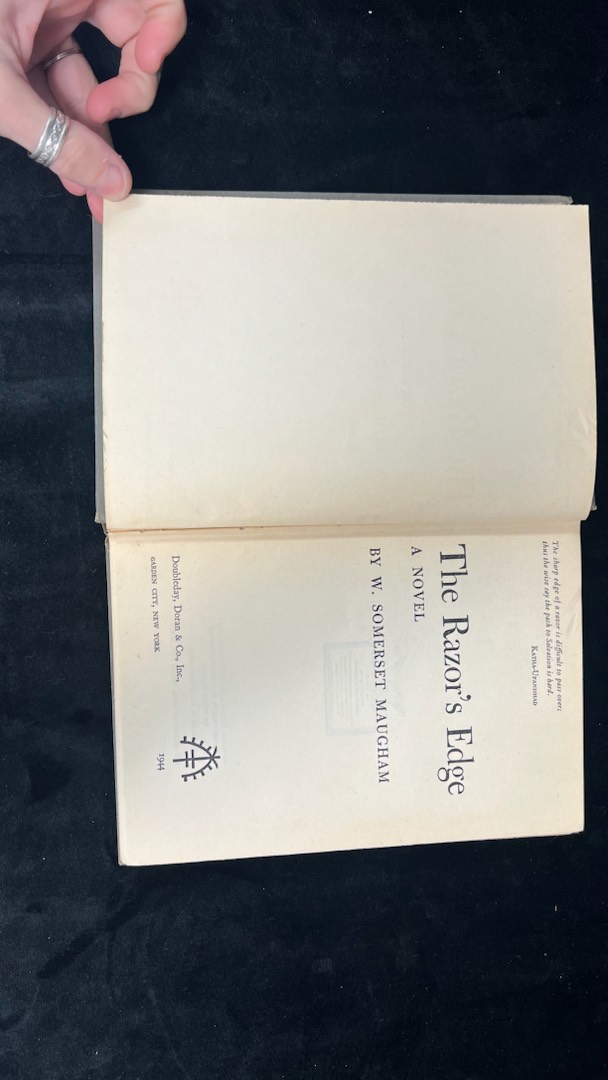 The sharp edge of a razor is difficult to pass over;
thus the wise say the path to Salvation is hard.
KATHA-UPANISHAD
The Razor's Edge
A NOVEL
BY W. SOMERSET MAUGHAM
Doubleday, Doran & Co., Inc.,
GARDEN CITY, NEW YORK
1944